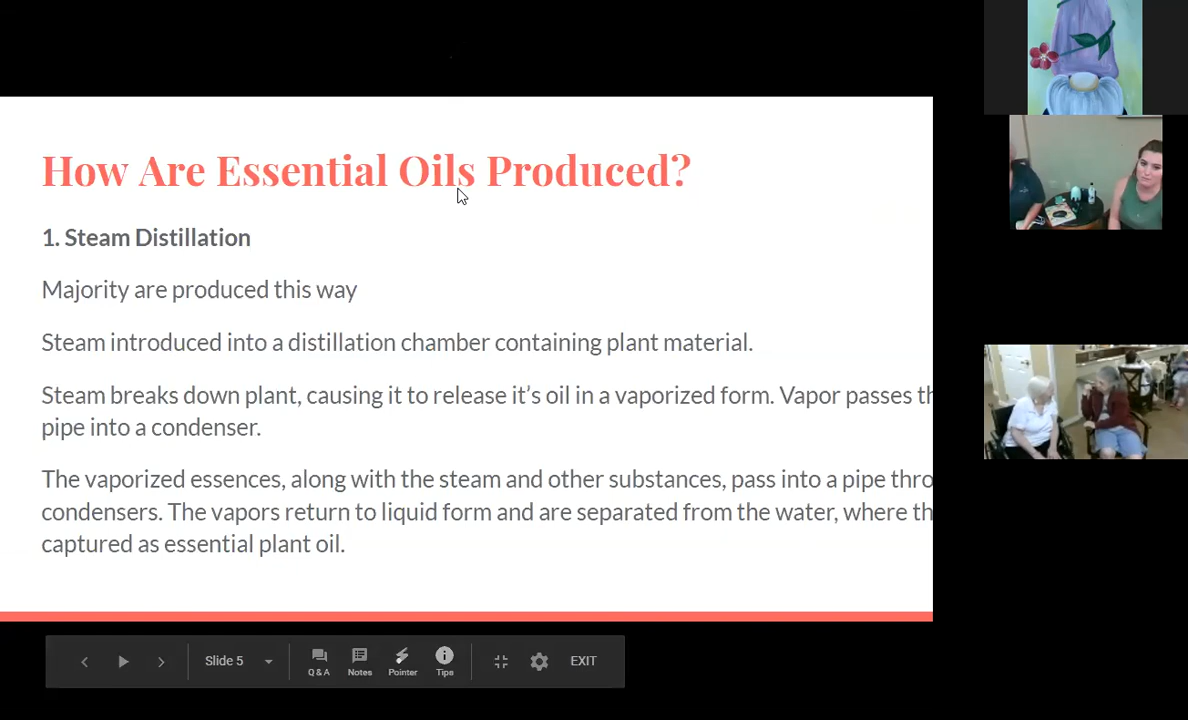 How Are Essential Oils Produced?
1. Steam Distillation
Majority are produced this way
Steam introduced into a distillation chamber containing plant material.
Steam breaks down plant, causing it to release it's oil in a vaporized form. Vapor passes
pipe into a condenser.
The vaporized essences, along with the steam and other substances, pass into a pipe thro
condensers. The vapors return to liquid form and are separated from the water, where th
captured as essential plant oil.
Slide 5
Q & A
Notes
Pointer
Tips
EXIT